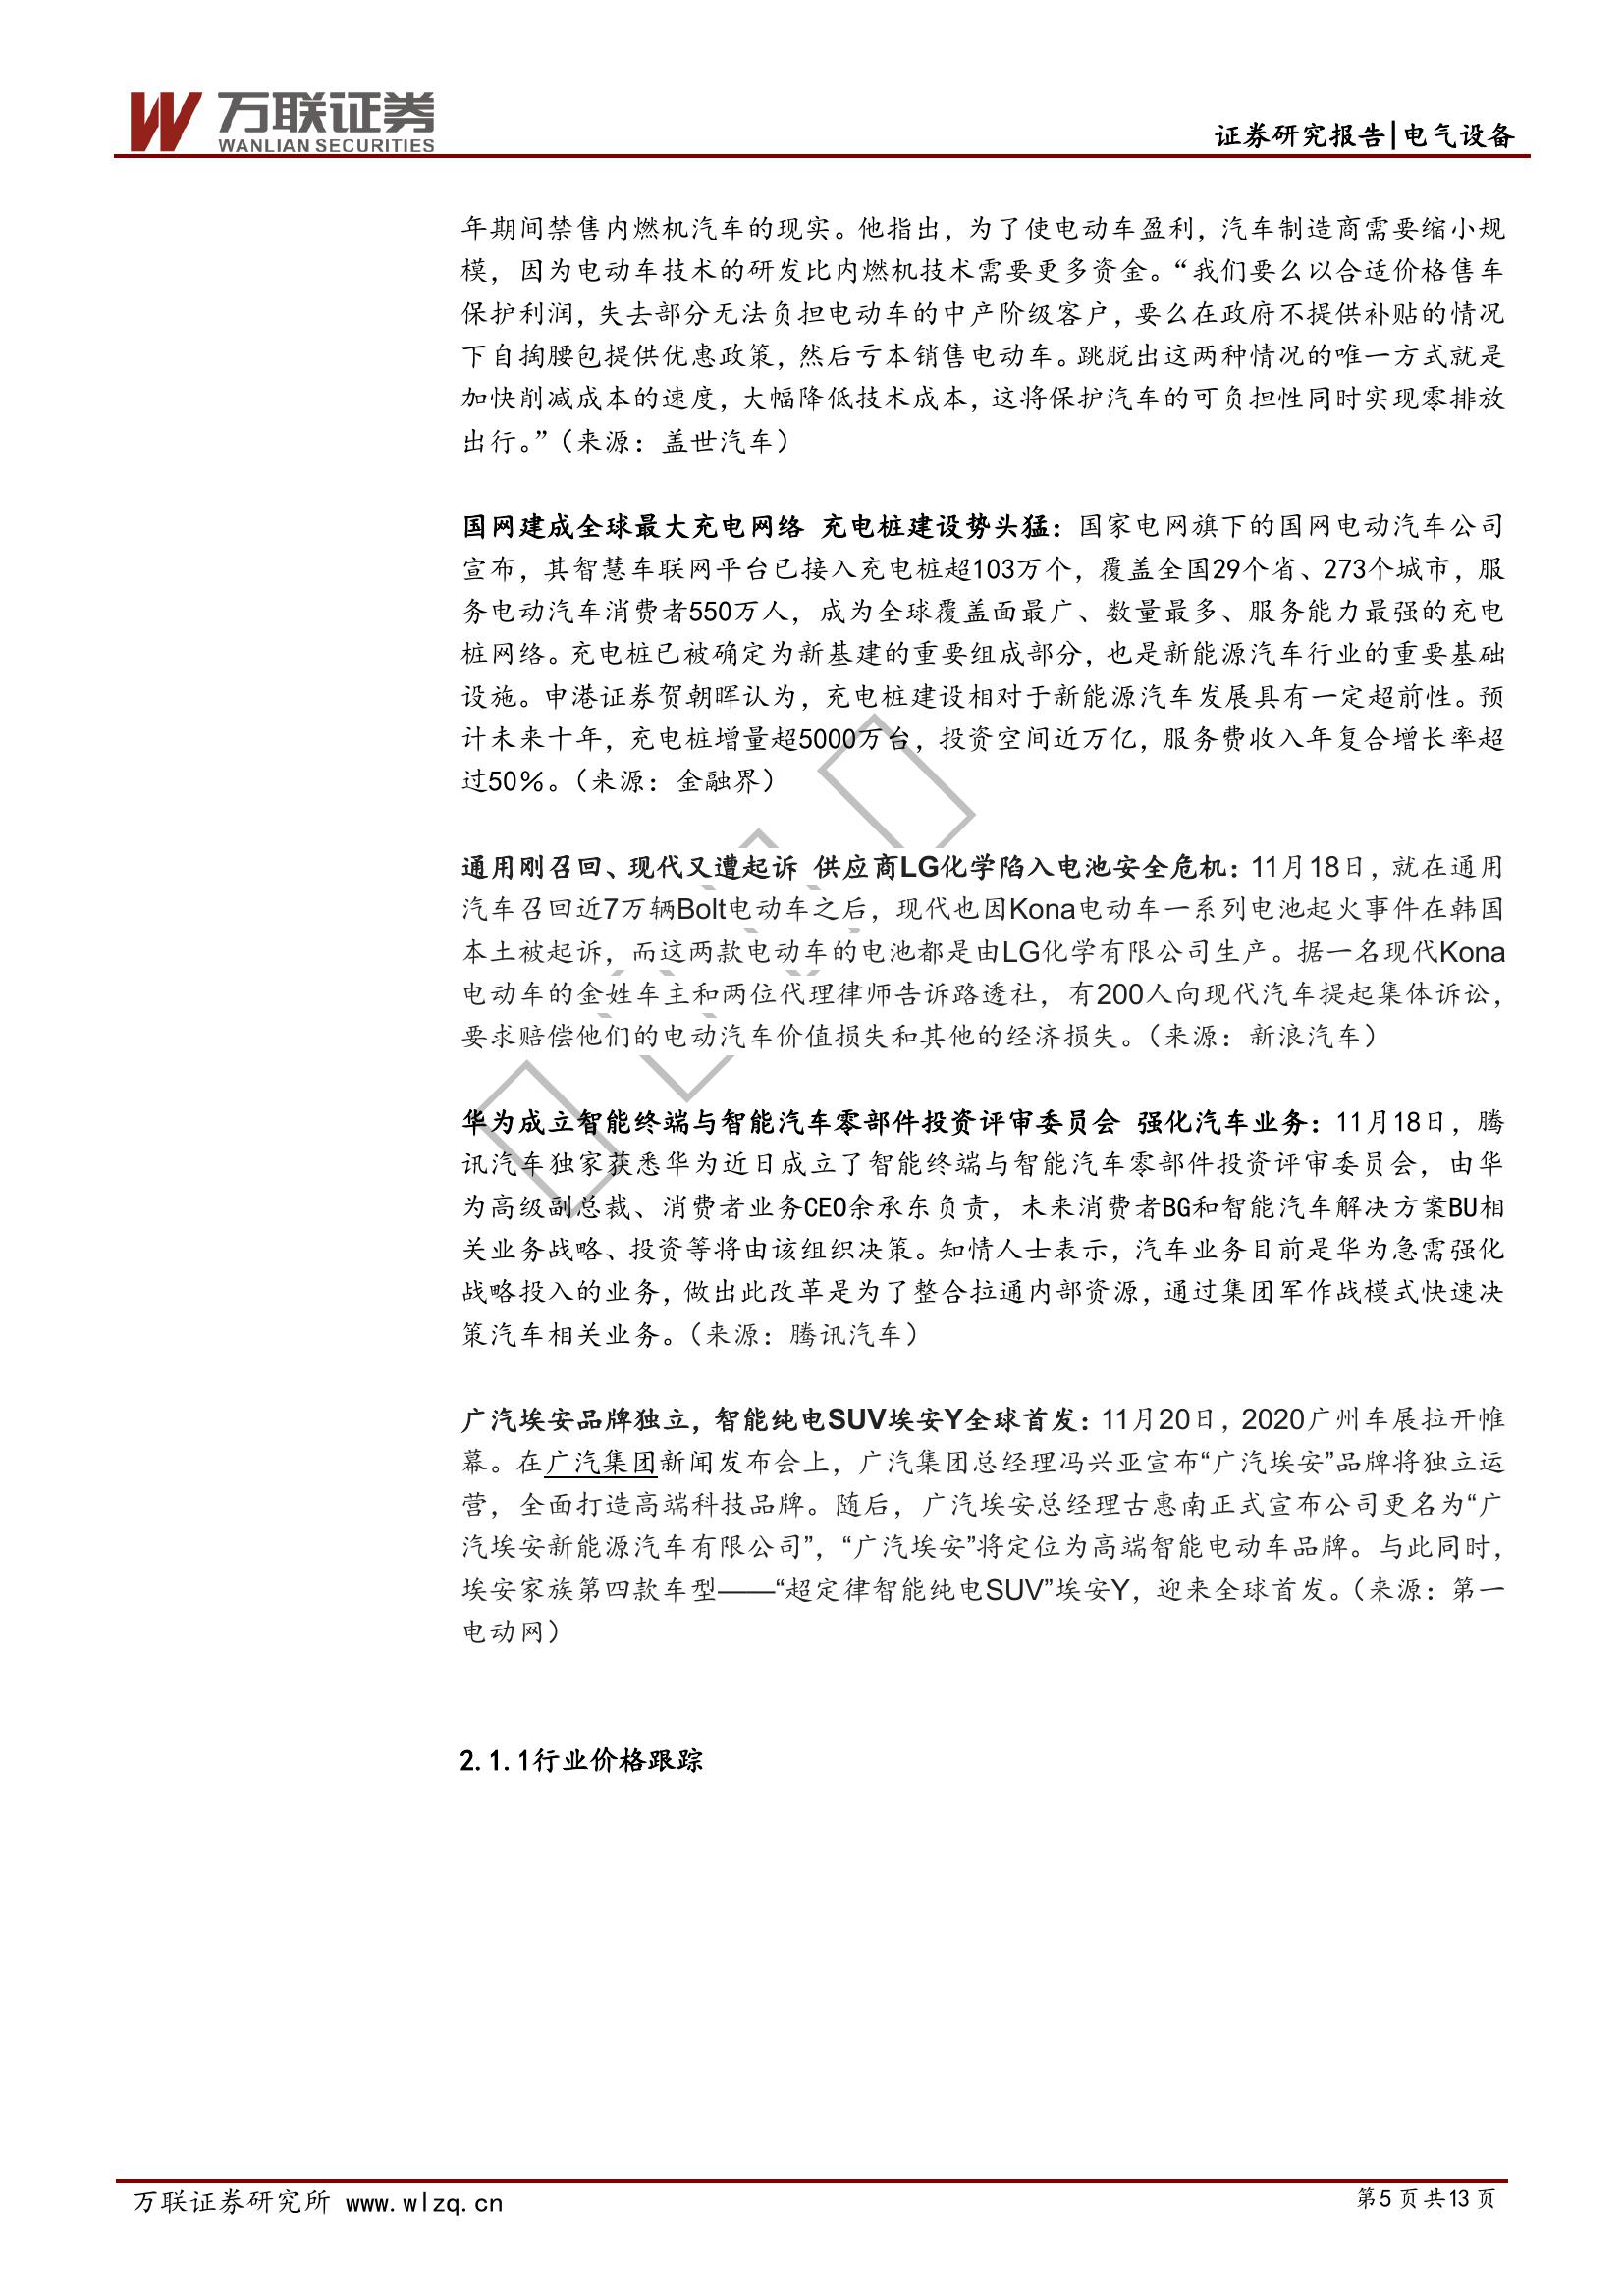 万联证券
WANLIAN SECURITIES
证券研究报告|电气设备
年期间禁售内燃机汽车的现实。他指出，为了使电动车盈利，汽车制造商需要缩小规
模，因为电动车技术的研发比内燃机技术需要更多资金。“我们要么以合适价格售车
保护利润，失去部分无法负担电动车的中产阶级客户，要么在政府不提供补贴的情况
下自掏腰包提供优惠政策，然后亏本销售电动车。跳脱出这两种情况的唯一方式就是
加快削减成本的速度，大幅降低技术成本，这将保护汽车的可负担性同时实现零排放
出行。”（来源：盖世汽车）
国网建成全球最大充电网络 充电桩建设势头猛：国家电网旗下的国网电动汽车公司
宣布，其智慧车联网平台已接入充电桩超103万个，覆盖全国29个省、273个城市，服
务电动汽车消费者550万人，成为全球覆盖面最广、数量最多、服务能力最强的充电
桩网络。充电桩已被确定为新基建的重要组成部分，也是新能源汽车行业的重要基础
设施。申港证券贺朝晖认为，充电桩建设相对于新能源汽车发展具有一定超前性。预
计未来十年，充电桩增量超5000万台，投资空间近万亿，服务费收入年复合增长率超
过50%。（来源：金融界）
通用刚召回、现代又遭起诉 供应商LG化学陷入电池安全危机：11月18日，就在通用
汽车召回近7万辆Bolt电动车之后，现代也因Kona电动车一系列电池起火事件在韩国
本土被起诉，而这两款电动车的电池都是由LG化学有限公司生产。据一名现代Kona
电动车的金姓车主和两位代理律师告诉路透社，有200人向现代汽车提起集体诉讼，
要求赔偿他们的电动汽车价值损失和其他的经济损失。（来源：新浪汽车）
华为成立智能终端与智能汽车零部件投资评审委员会 强化汽车业务：11月18日，腾
讯汽车独家获悉华为近日成立了智能终端与智能汽车零部件投资评审委员会，由华
为高级副总裁、消费者业务CEO余承东负责，未来消费者BG和智能汽车解决方案BU相
关业务战略、投资等将由该组织决策。知情人士表示，汽车业务目前是华为急需强化
战略投入的业务，做出此改革是为了整合拉通内部资源，通过集团军作战模式快速决
策汽车相关业务。（来源：腾讯汽车）
广汽埃安品牌独立，智能纯电SUV埃安Y全球首发：11月20日，2020广州车展拉开帷
幕。在广汽集团新闻发布会上，广汽集团总经理冯兴亚宣布“广汽埃安”品牌将独立运
营，全面打造高端科技品牌。随后，广汽埃安总经理古惠南正式宣布公司更名为“广
汽埃安新能源汽车有限公司”，“广汽埃安”将定位为高端智能电动车品牌。与此同时，
埃安家族第四款车型——“超定律智能纯电SUV”埃安Y，迎来全球首发。（来源：第一
电动网）
2.1.1行业价格跟踪
万联证券研究所 www.wlzq.cn
第5页共13页